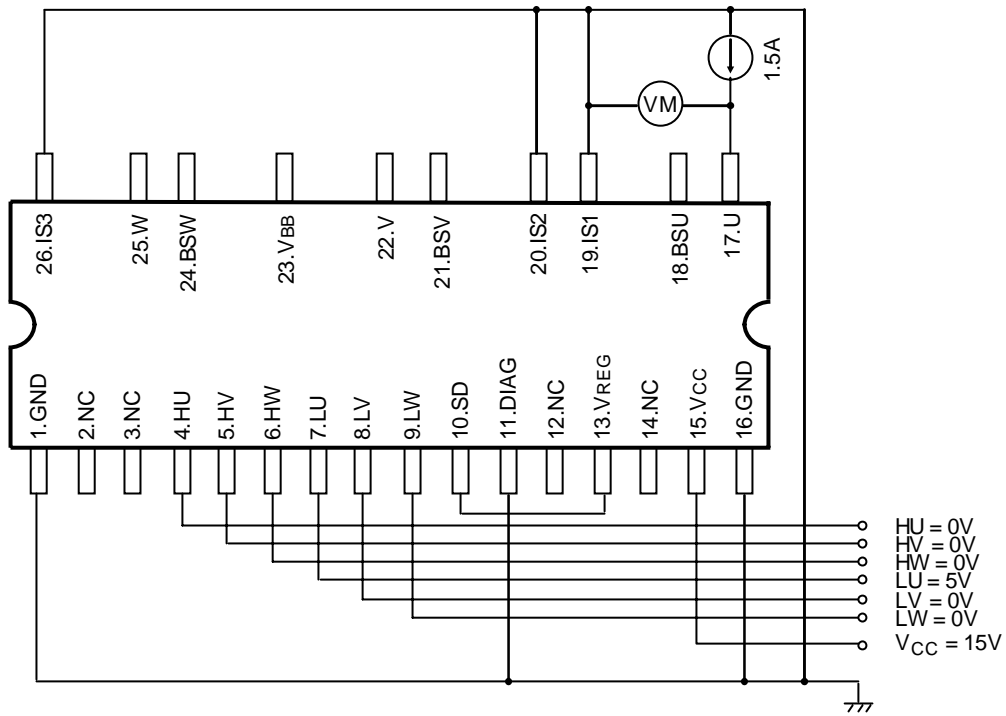 1.5A
VM
26.IS3
25.W
24.BSW
23.VBB
22.V
21.BSV
20.IS2
19.IS1
18.BSU
17.U
1.GND
2.NC
3.NC
4.HU
5.HV
6.HW
7.LU
8.LV
9.LW
10.SD
11.DIAG
12.NC
13.VREG
14.NC
15.VCC
16.GND
HU = 0V
HV = 0V
HW = 0V
LU = 5V
LV = 0V
LW = 0V
VCC = 15V